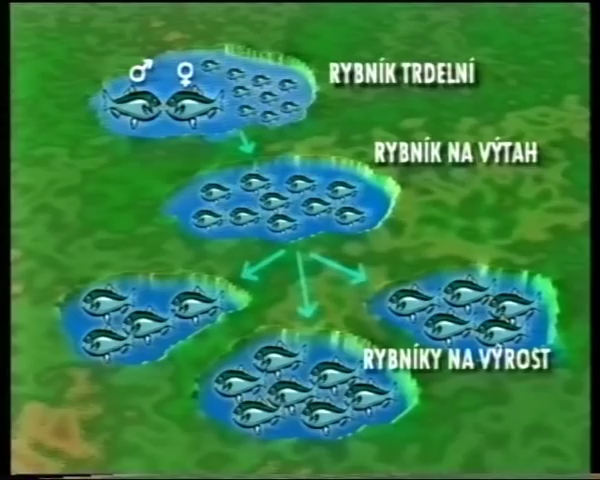 ♂ ♀
RYBNÍK TRDELNÍ
RYBNÍK NA VÝTAH
RYBNÍKY NA VÝROST